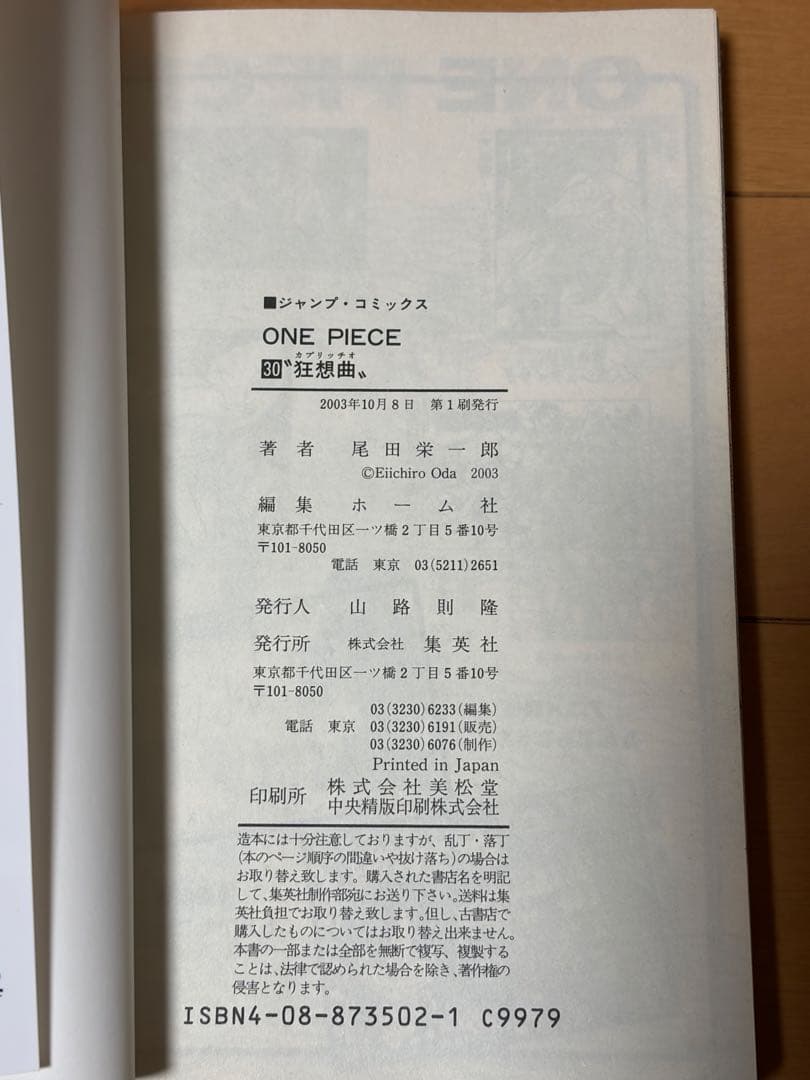 ■ジャンプ・コミックス
ONE PIECE
カプリッチオ
30〝狂想曲〟
2003年10月8日 第1刷発行
著者 尾田栄一郎
©Eiichiro Oda 2003
編集 ホーム社
東京都千代田区一ツ橋2丁目5番10号
〒101-8050
電話 東京 03(5211)2651
発行人 山路則隆
発行所 株式会社 集英社
東京都千代田区一ツ橋2丁目5番10号
〒101-8050
03(3230)6233(編集)
電話 東京 03(3230)6191(販売)
03(3230)6076(制作)
Printed in Japan
印刷所 株式会社美松堂
中央精版印刷株式会社
造本には十分注意しておりますが、乱丁・落丁
(本のページ順序の間違いや抜け落ち)の場合は
お取り替え致します。購入された書店名を明記
して、集英社制作部宛にお送り下さい。送料は集
英社負担でお取り替え致します。但し、古書店で
購入したものについてはお取り替え出来ません。
本書の一部または全部を無断で複写、複製する
ことは、法律で認められた場合を除き、著作権の
侵害となります。
ISBN4-08-873502-1 C9979